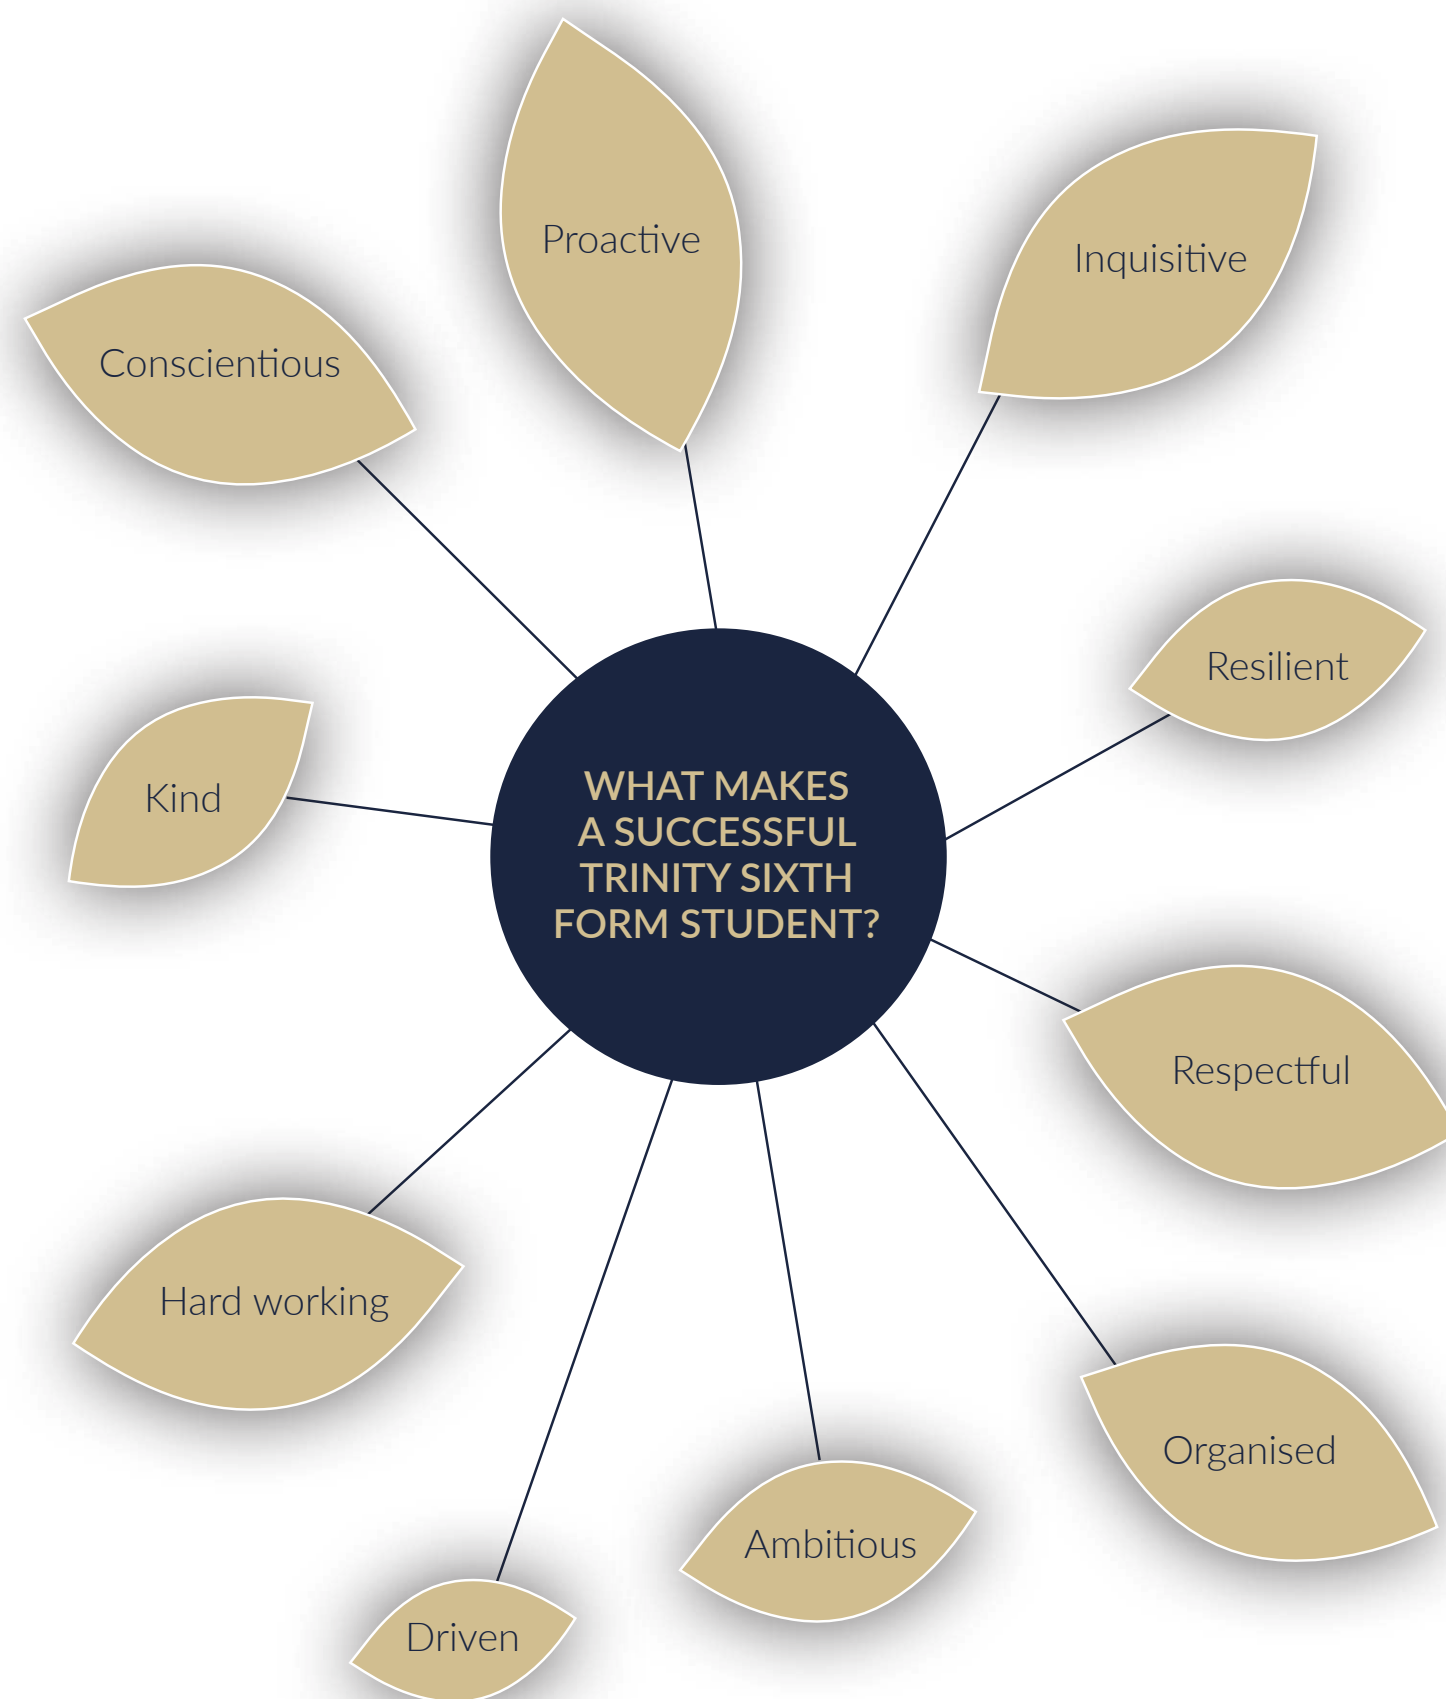 Proactive
Inquisitive
Conscientious
Resilient
Kind
WHAT MAKES
A SUCCESSFUL
TRINITY SIXTH
FORM STUDENT?
Respectful
Hard working
Organised
Ambitious
Driven